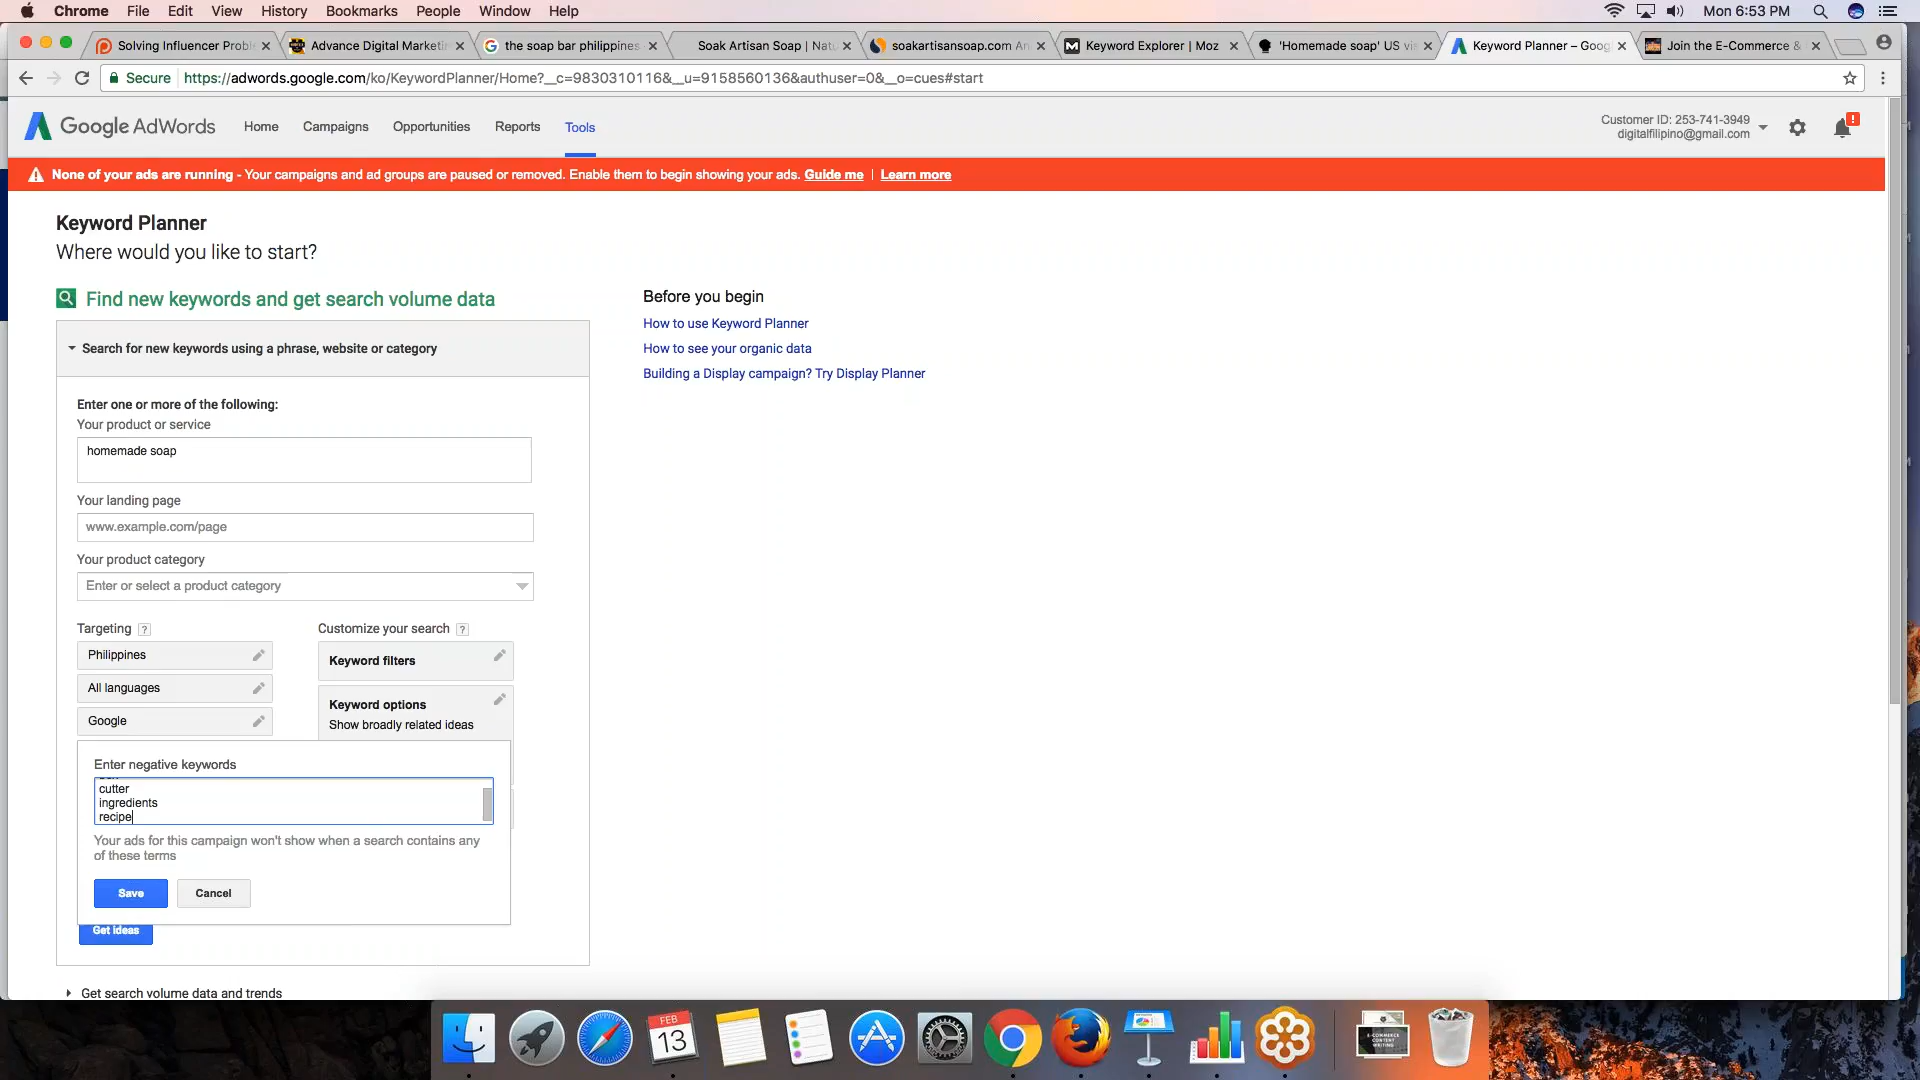 Chrome File Edit View History Bookmarks People Window Help
Mon 6:53 PM
Solving Influencer Prob
Advance Digital Marketi
the soap bar philippines
Soak Artisan Soap | Natu
soakartisansoap.com An
Keyword Explorer | Moz
'Homemade soap' US vi
Keyword Planner – Goog
Join the E-Commerce &
Secure https://adwords.google.com/ko/KeywordPlanner/Home?__c=9830310116&__u=9158560136&authuser=0&__o=cues#start
Google AdWords Home Campaigns Opportunities Reports Tools
Customer ID: 253-741-3949
digitalfilipino@gmail.com
None of your ads are running - Your campaigns and ad groups are paused or removed. Enable them to begin showing your ads. Guide me | Learn more
Keyword Planner
Where would you like to start?
Find new keywords and get search volume data
Search for new keywords using a phrase, website or category
Enter one or more of the following:
Your product or service
homemade soap
Your landing page
www.example.com/page
Your product category
Enter or select a product category
Targeting ?
Philippines
All languages
Google
Customize your search ?
Keyword filters
Keyword options
Show broadly related ideas
Enter negative keywords
cutter
ingredients
recipe
Your ads for this campaign won't show when a search contains any
of these terms
Save Cancel
Get ideas
Get search volume data and trends
Before you begin
How to use Keyword Planner
How to see your organic data
Building a Display campaign? Try Display Planner
FEB
13
E-COMMERCE
CONTENT
WRITING